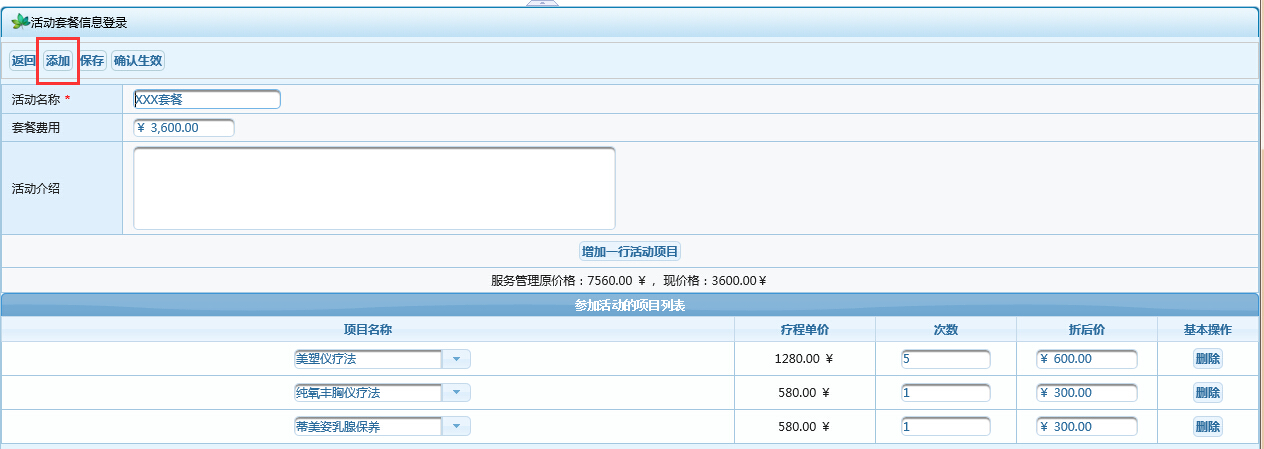 活动套餐信息登录
返回 添加 保存 确认生效
活动名称 * XXX套餐
套餐费用 ¥ 3,600.00
活动介绍
增加一行活动项目
服务管理原价格：7560.00 ¥ ，现价格：3600.00 ¥
参加活动的项目列表
项目名称 疗程单价 次数 折后价 基本操作
美塑仪疗法 1280.00 ¥ 5 ¥ 600.00 删除
纯氧丰胸仪疗法 580.00 ¥ 1 ¥ 300.00 删除
蒂美姿乳腺保养 580.00 ¥ 1 ¥ 300.00 删除